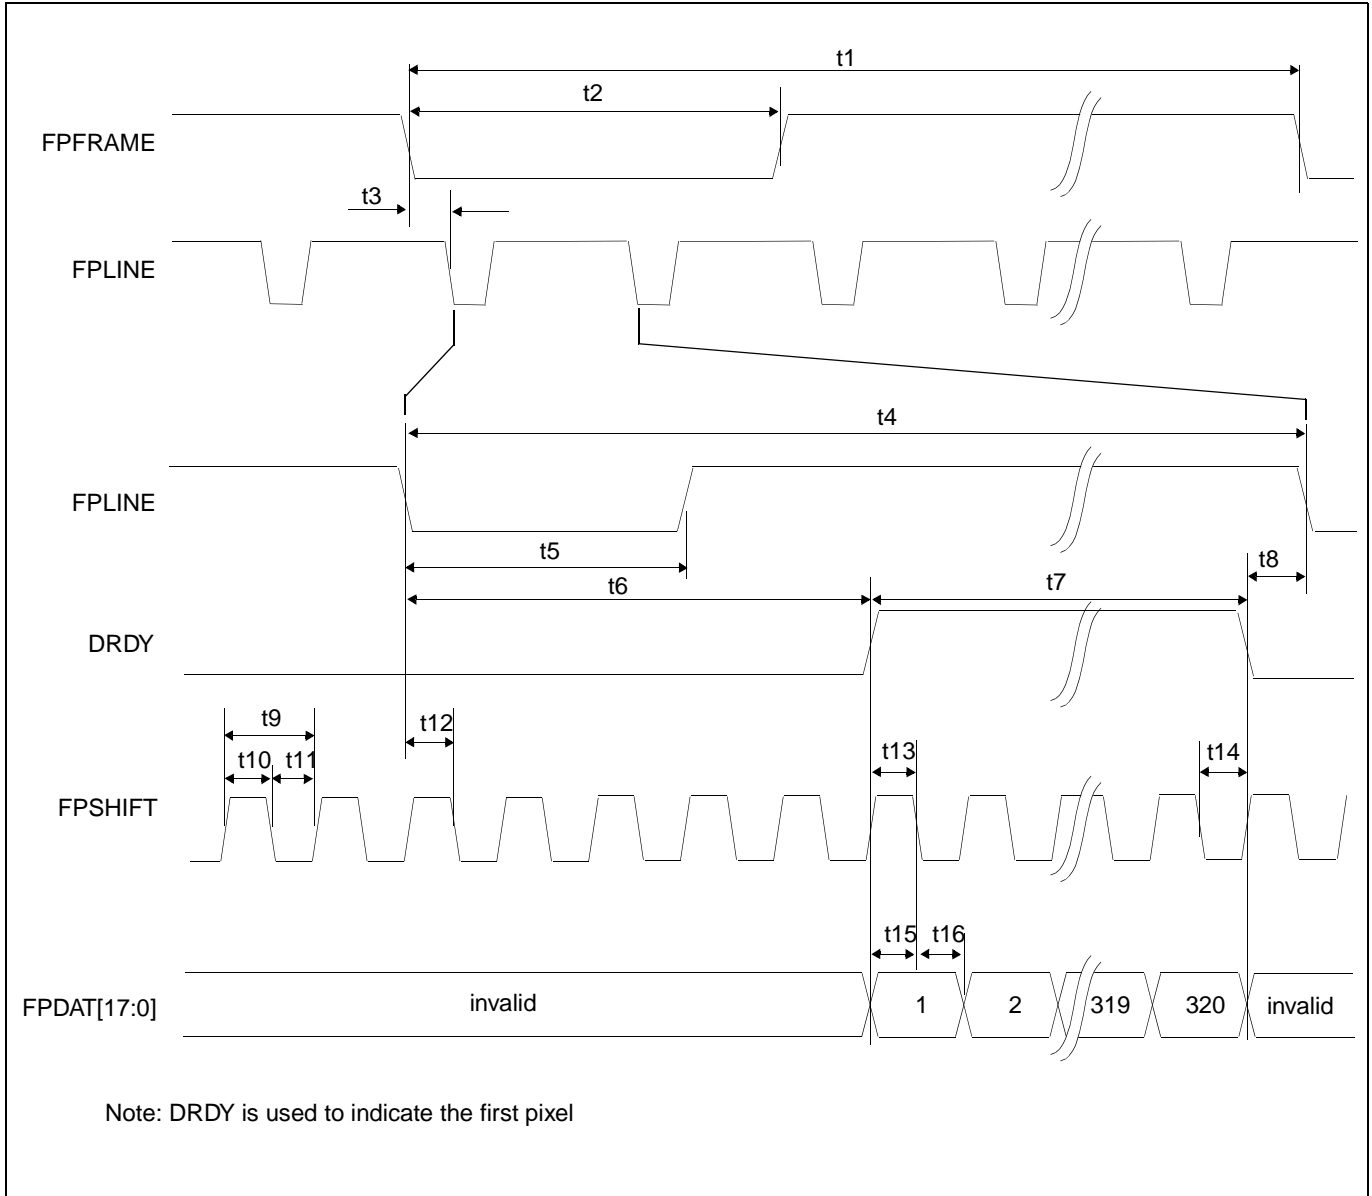 t1
t2
FPFRAME
t3
FPLINE
t4
FPLINE
t5
t8
t6
t7
DRDY
t9
t12
t10 t11
t13
t14
FPSHIFT
t15 t16
FPDAT[17:0]
invalid
1
2
319
320
invalid
Note: DRDY is used to indicate the first pixel